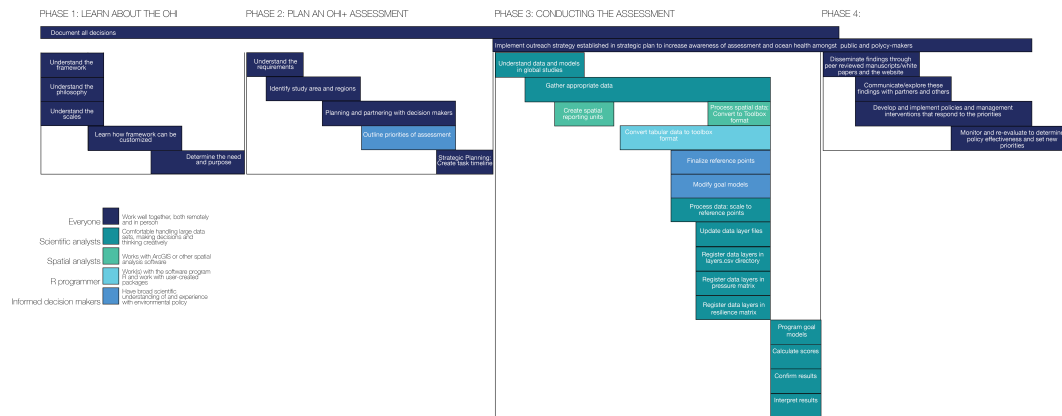 PHASE 1: LEARN ABOUT THE OHI
PHASE 2: PLAN AN OHI+ ASSESSMENT
PHASE 3: CONDUCTING THE ASSESSMENT
PHASE 4:
Document all decisions
Implement outreach strategy established in strategic plan to increase awareness of assessment and ocean health amongst public and polycy-makers
Understand the
framework
Understand the
philosophy
Understand the
scales
Learn how framework can be
customized
Determine the need
and purpose
Understand the
requirements
Identify study area and regions
Planning and partnering with decision makers
Outline priorities of assessment
Strategic Planning:
Create task timeline
Understand data and models
in global studies
Gather appropriate data
Create spatial
reporting units
Process spatial data:
Convert to Toolbox
format
Convert tabular data to toolbox
format
Finalize reference points
Modify goal models
Process data: scale to
reference points
Update data layer files
Register data layers in
layers.csv directory
Register data layers in
pressure matrix
Register data layers in
resilience matrix
Program goal
models
Calculate scores
Confirm results
Interpret results
Disseminate findings through
peer reviewed manuscripts/white
papers and the website
Communicate/explore these
findings with partners and others
Develop and implement policies and management
interventions that respond to the priorities
Monitor and re-evaluate to determine
policy effectiveness and set new
priorities
Everyone
Work well together, both remotely
and in person
Scientific analysts
Comfortable handling large data
sets, making decisions and
thinking creatively
Spatial analysts
Works with ArcGIS or other spatial
analysis software
R programmer
Work(s) with the software program
R and work with user-created
packages
Informed decision makers
Have broad scientific
understanding of and experience
with environmental policy